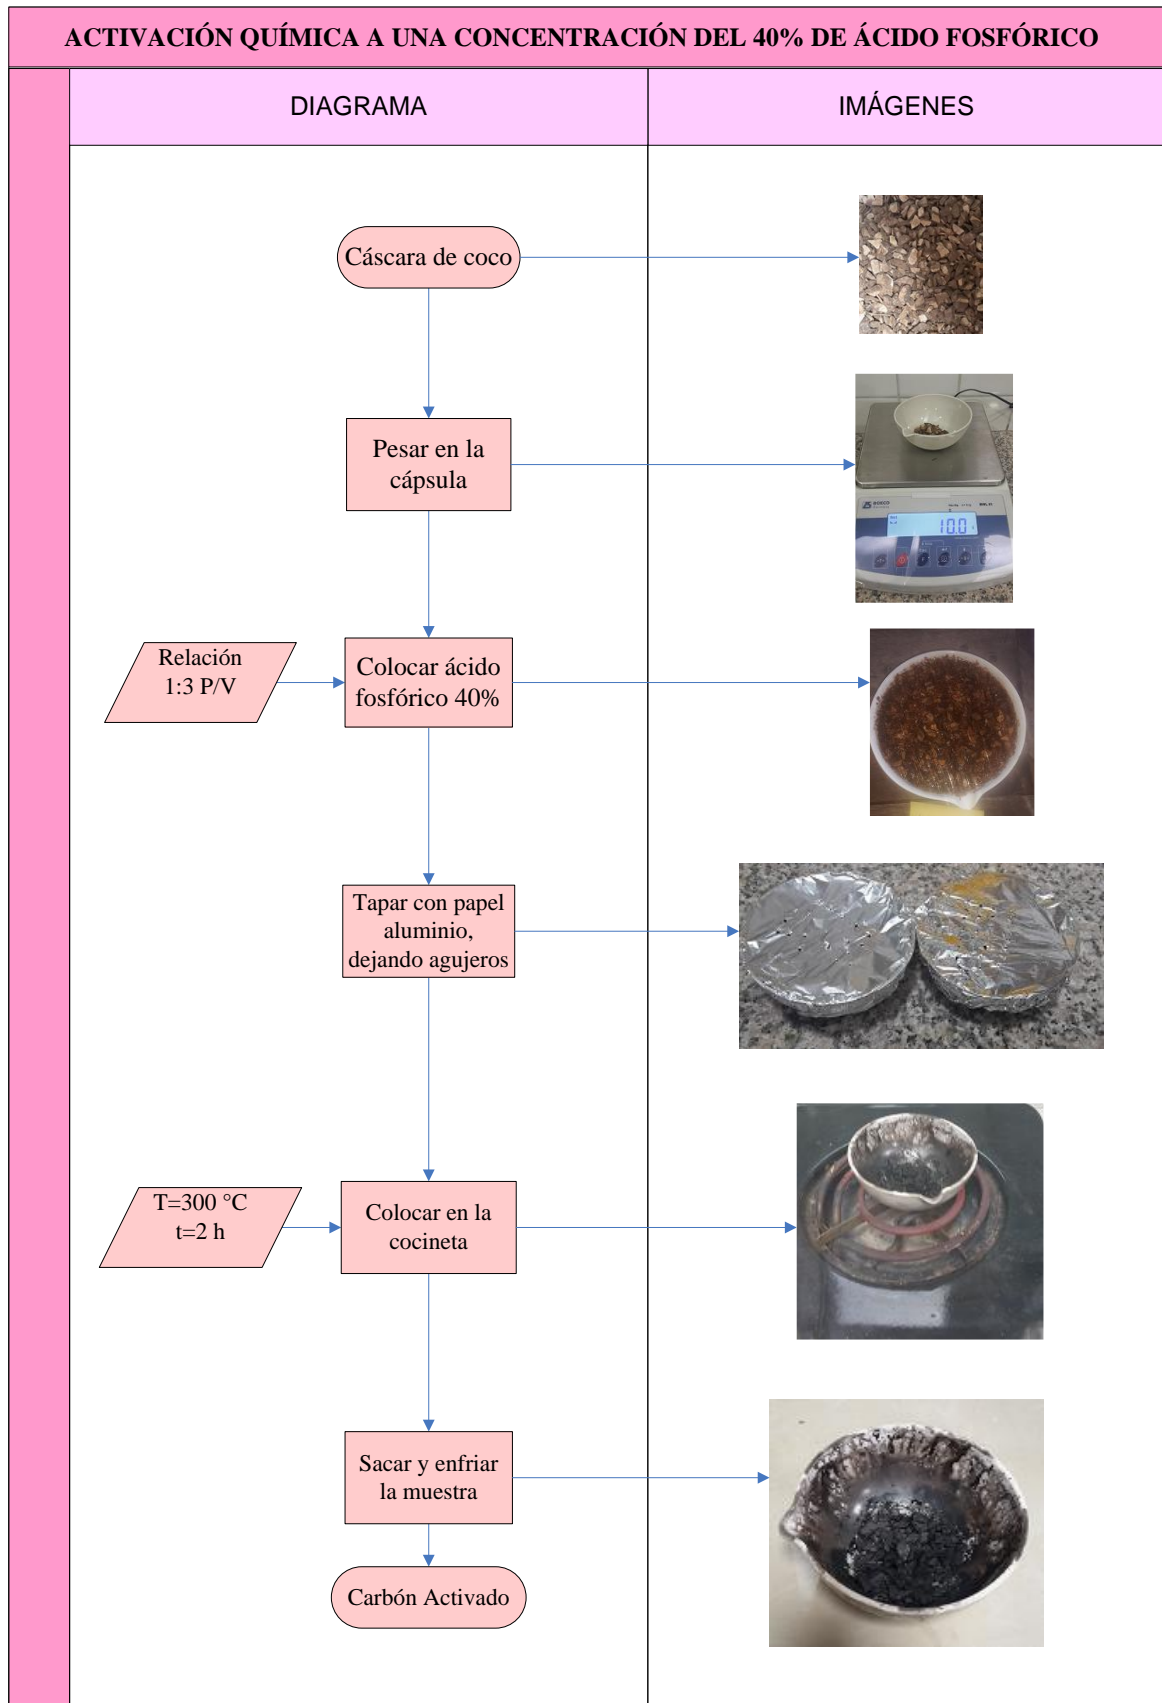 ACTIVACIÓN QUÍMICA A UNA CONCENTRACIÓN DEL 40% DE ÁCIDO FOSFÓRICO
DIAGRAMA
IMÁGENES
Cáscara de coco
Pesar en la
cápsula
10.0
Relación
1:3 P/V
Colocar ácido
fosfórico 40%
Tapar con papel
aluminio,
dejando agujeros
T=300 °C
t=2 h
Colocar en la
cocineta
Sacar y enfriar
la muestra
Carbón Activado